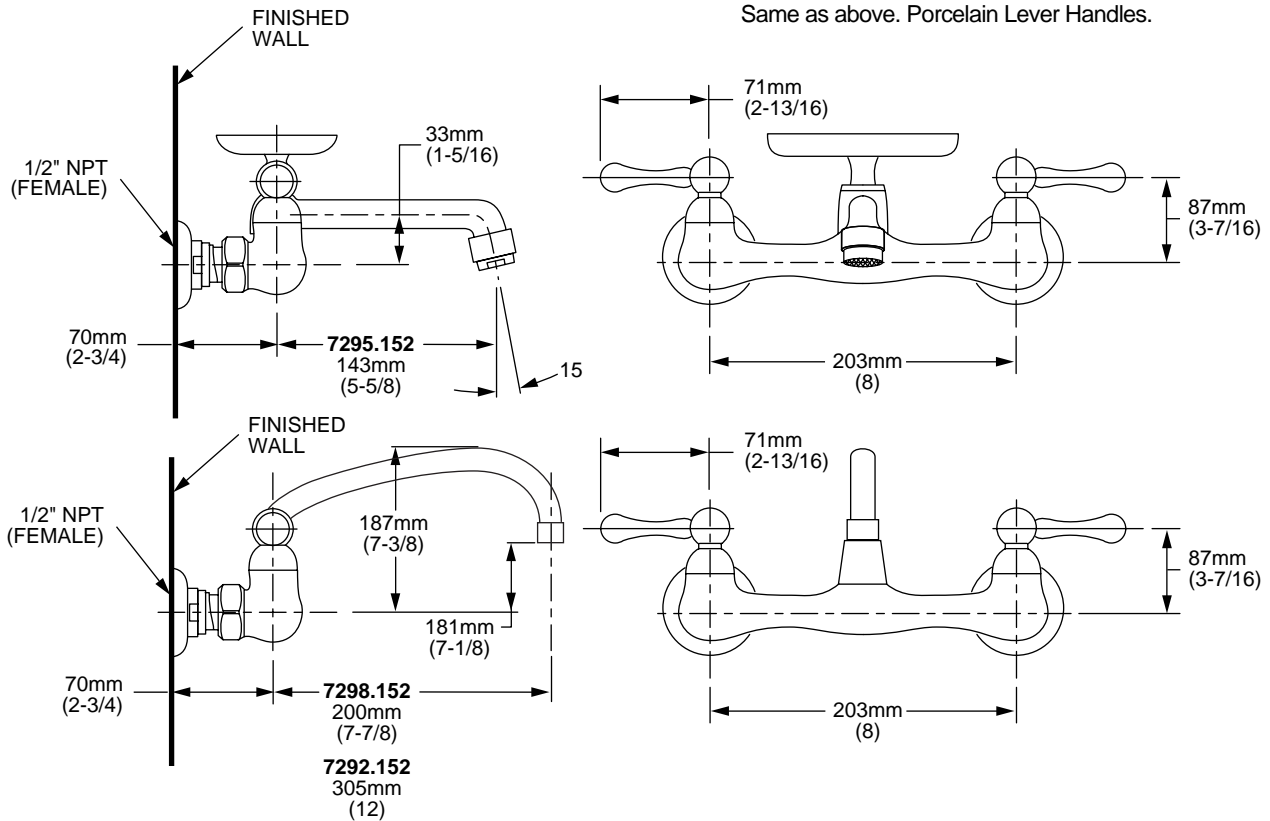 Same as above. Porcelain Lever Handles.
FINISHED
WALL
1/2" NPT
(FEMALE)
33mm
(1-5/16)
70mm
(2-3/4)
7295.152
143mm
(5-5/8)
15
71mm
(2-13/16)
87mm
(3-7/16)
203mm
(8)
FINISHED
WALL
1/2" NPT
(FEMALE)
187mm
(7-3/8)
181mm
(7-1/8)
70mm
(2-3/4)
7298.152
200mm
(7-7/8)
7292.152
305mm
(12)
71mm
(2-13/16)
87mm
(3-7/16)
203mm
(8)